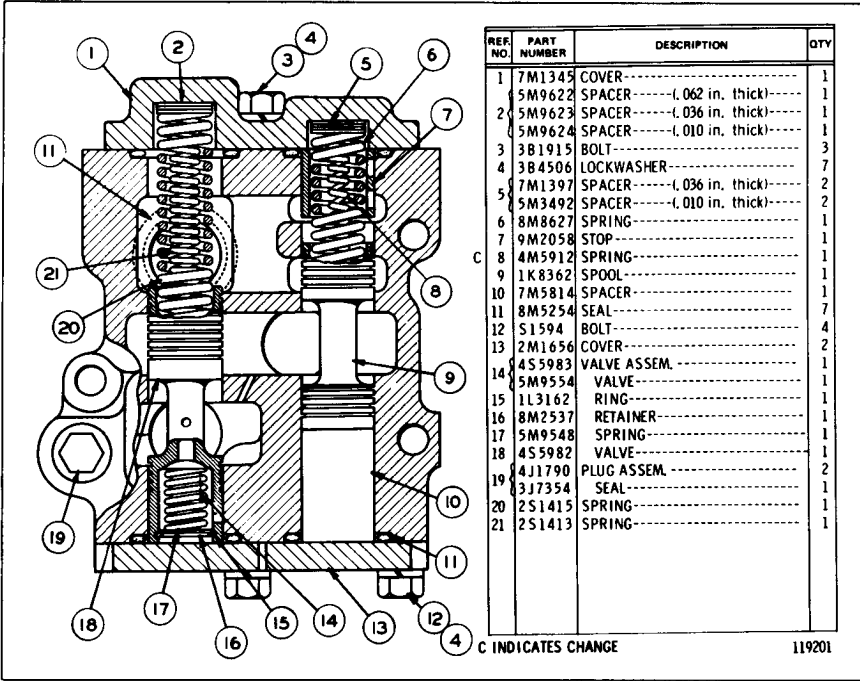 2
4
3
5
6
1
7
11
21
20
8
9
10
19
18
17
16
15
14
13
11
12
4
REF. NO. PART NUMBER DESCRIPTION QTY
1 7M1345 COVER 1
5M9622 SPACER (.062 in. thick) 1
2 5M9623 SPACER (.036 in. thick) 1
5M9624 SPACER (.010 in. thick) 1
3 3B1915 BOLT 3
4 3B4506 LOCKWASHER 7
5 7M1397 SPACER (.036 in. thick) 2
5M3492 SPACER (.010 in. thick) 2
6 8M8627 SPRING 1
7 9M2058 STOP 1
C 8 4M5912 SPRING 1
9 1K8362 SPOOL 1
10 7M5814 SPACER 1
11 8M5254 SEAL 7
12 S1594 BOLT 4
13 2M1656 COVER 2
14 4S5983 VALVE ASSEM. 1
5M9554 VALVE 1
15 1L3162 RING 1
16 8M2537 RETAINER 1
17 5M9548 SPRING 1
18 4S5982 VALVE 1
19 4J1790 PLUG ASSEM. 2
3J7354 SEAL 1
20 2S1415 SPRING 1
21 2S1413 SPRING 1
C INDICATES CHANGE 119201